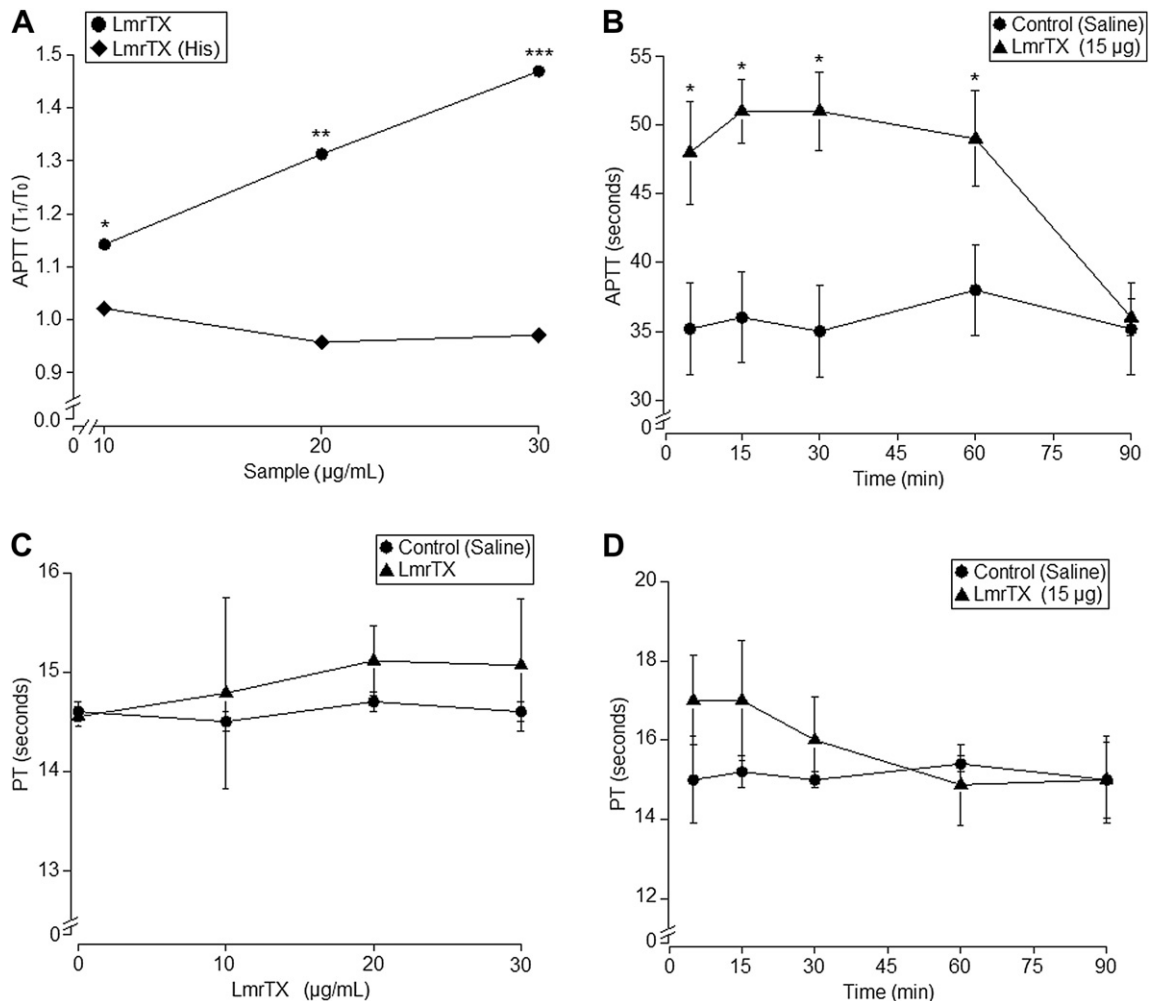 A
LmrTX
LmrTX (His)
1.5
1.4
1.3
1.2
1.1
1.0
0.9
0.0
0
*
**
***
APTT (T₁/T₀)
10
20
30
Sample (µg/mL)
B
Control (Saline)
LmrTX (15 µg)
55
50
45
40
35
30
0
*
*
*
*
APTT (seconds)
0
15
30
45
60
75
90
Time (min)
C
Control (Saline)
LmrTX
16
15
14
13
0
PT (seconds)
0
10
20
30
LmrTX (µg/mL)
D
Control (Saline)
LmrTX (15 µg)
20
18
16
14
12
0
PT (seconds)
0
15
30
45
60
75
90
Time (min)